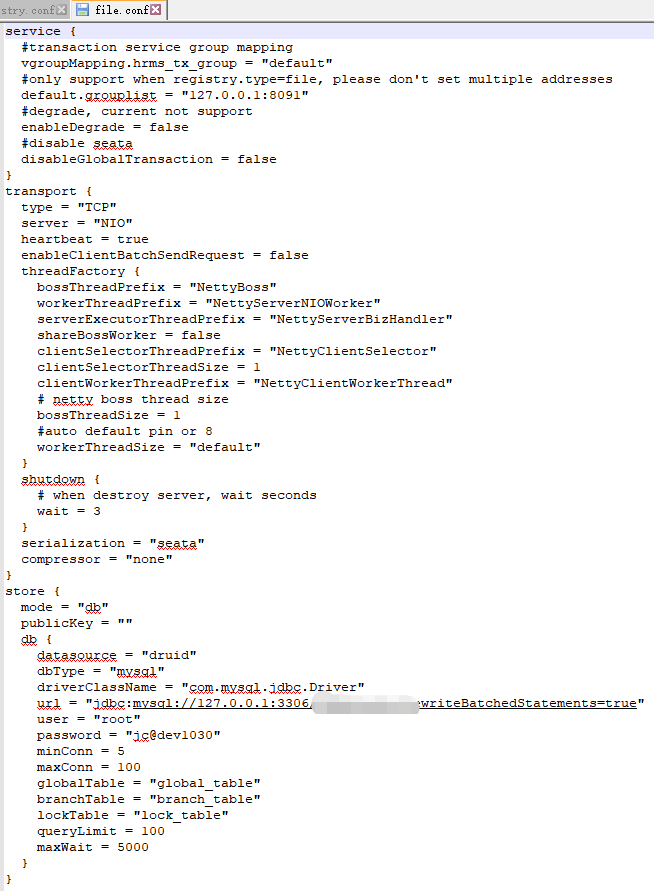 stry.conf file.conf
service {
  #transaction service group mapping
  vgroupMapping.hrms_tx_group = "default"
  #only support when registry.type=file, please don't set multiple addresses
  default.grouplist = "127.0.0.1:8091"
  #degrade, current not support
  enableDegrade = false
  #disable seata
  disableGlobalTransaction = false
}
transport {
  type = "TCP"
  server = "NIO"
  heartbeat = true
  enableClientBatchSendRequest = false
  threadFactory {
    bossThreadPrefix = "NettyBoss"
    workerThreadPrefix = "NettyServerNIOWorker"
    serverExecutorThreadPrefix = "NettyServerBizHandler"
    shareBossWorker = false
    clientSelectorThreadPrefix = "NettyClientSelector"
    clientSelectorThreadSize = 1
    clientWorkerThreadPrefix = "NettyClientWorkerThread"
    # netty boss thread size
    bossThreadSize = 1
    #auto default pin or 8
    workerThreadSize = "default"
  }
  shutdown {
    # when destroy server, wait seconds
    wait = 3
  }
  serialization = "seata"
  compressor = "none"
}
store {
  mode = "db"
  publicKey = ""
  db {
    datasource = "druid"
    dbType = "mysql"
    driverClassName = "com.mysql.jdbc.Driver"
    url = "jdbc:mysql://127.0.0.1:3306/ writeBatchedStatements=true"
    user = "root"
    password = "jc@dev1030"
    minConn = 5
    maxConn = 100
    globalTable = "global_table"
    branchTable = "branch_table"
    lockTable = "lock_table"
    queryLimit = 100
    maxWait = 5000
  }
}